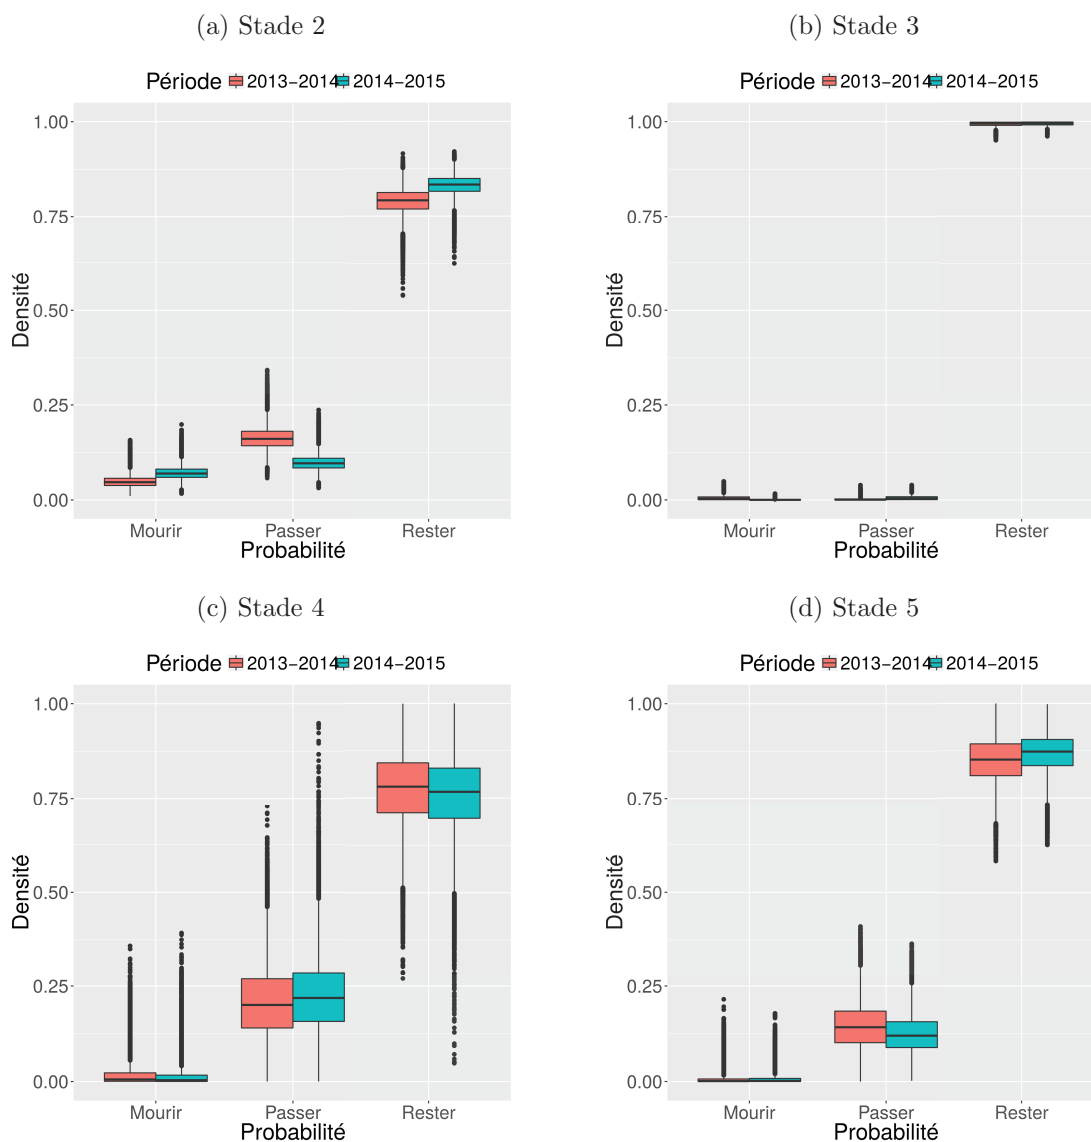 (a) Stade 2
Période 2013−2014 2014−2015
1.00
0.75
0.50
0.25
0.00
Densité
Mourir Passer Rester
Probabilité
(b) Stade 3
Période 2013−2014 2014−2015
1.00
0.75
0.50
0.25
0.00
Densité
Mourir Passer Rester
Probabilité
(c) Stade 4
Période 2013−2014 2014−2015
1.00
0.75
0.50
0.25
0.00
Densité
Mourir Passer Rester
Probabilité
(d) Stade 5
Période 2013−2014 2014−2015
1.00
0.75
0.50
0.25
0.00
Densité
Mourir Passer Rester
Probabilité